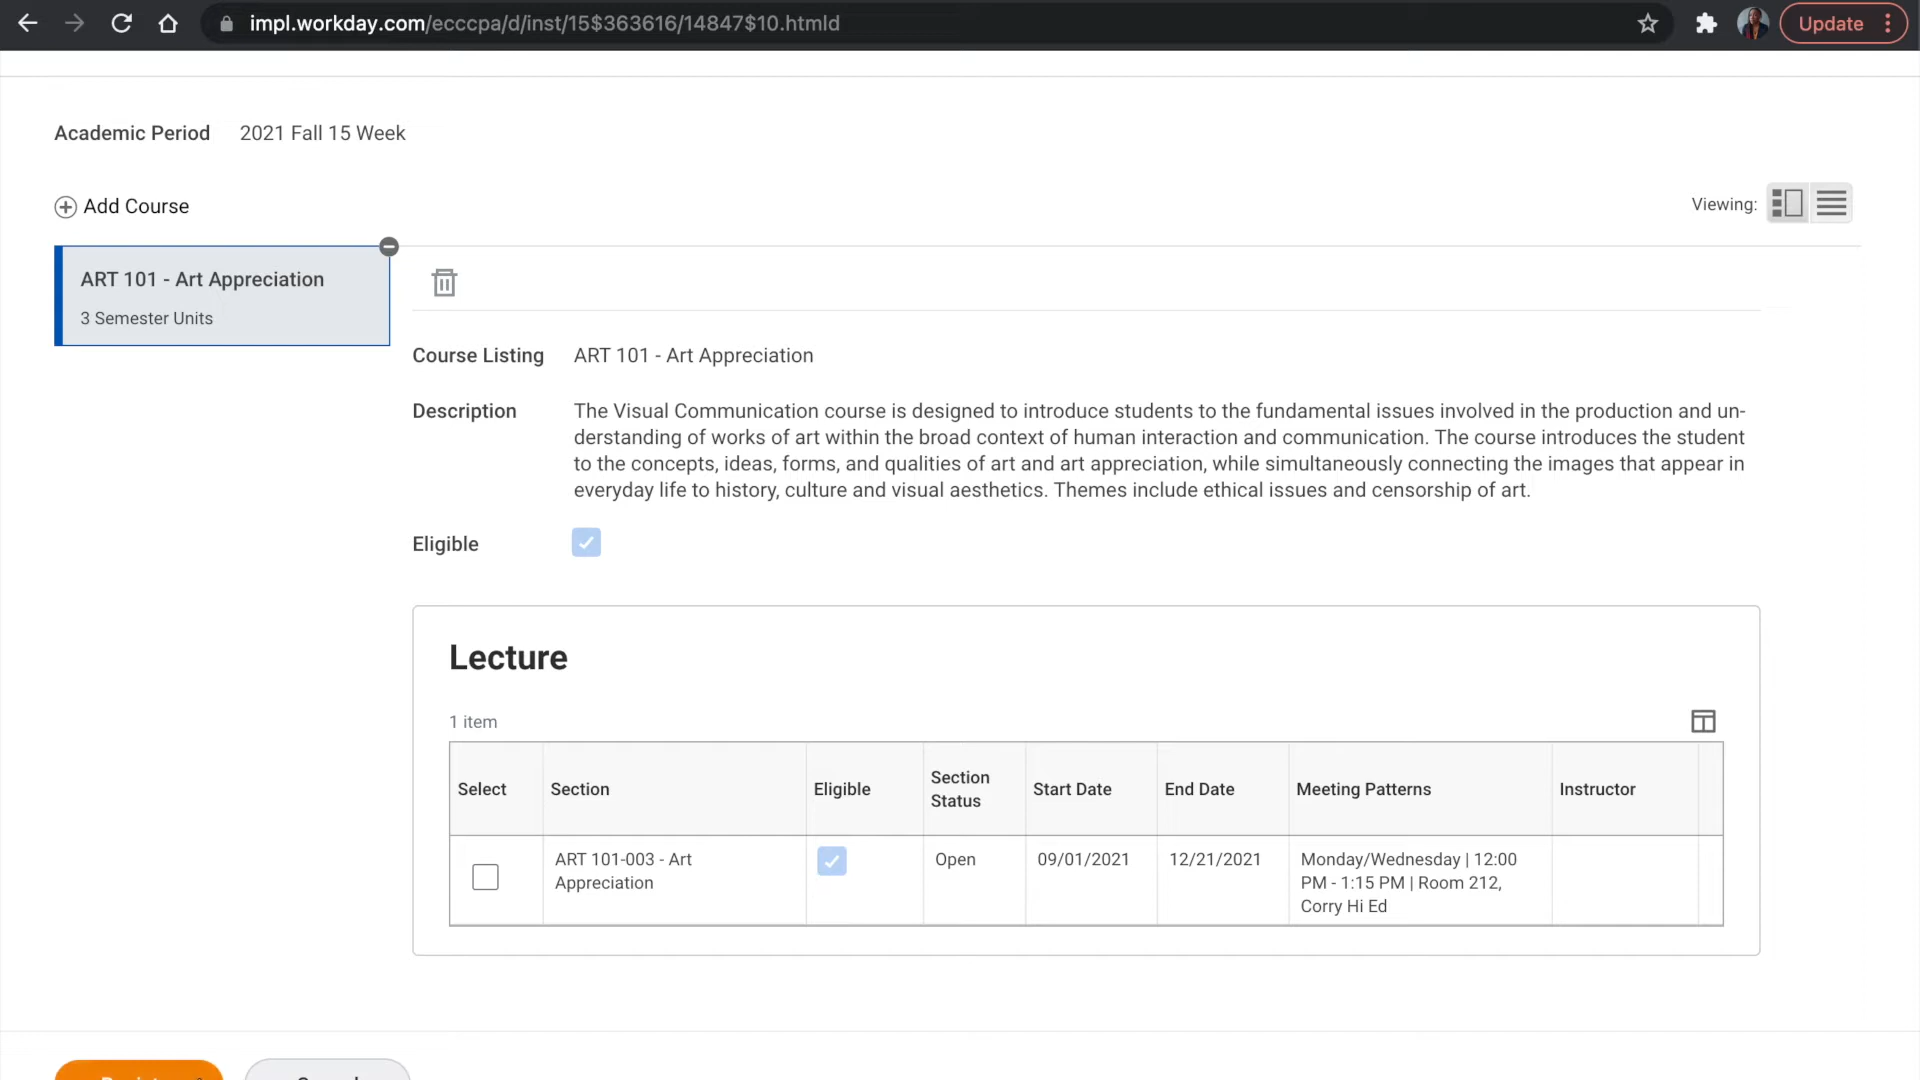 impl.workday.com/ecccpa/d/inst/15$363616/14847$10.htmld
Update
Academic Period 2021 Fall 15 Week
Add Course
Viewing:
ART 101 - Art Appreciation
3 Semester Units
Course Listing ART 101 - Art Appreciation
Description The Visual Communication course is designed to introduce students to the fundamental issues involved in the production and un-
derstanding of works of art within the broad context of human interaction and communication. The course introduces the student
to the concepts, ideas, forms, and qualities of art and art appreciation, while simultaneously connecting the images that appear in
everyday life to history, culture and visual aesthetics. Themes include ethical issues and censorship of art.
Eligible
Lecture
1 item
Select
Section
Eligible
Section
Status
Start Date
End Date
Meeting Patterns
Instructor
ART 101-003 - Art
Appreciation
Open
09/01/2021
12/21/2021
Monday/Wednesday | 12:00
PM - 1:15 PM | Room 212,
Corry Hi Ed